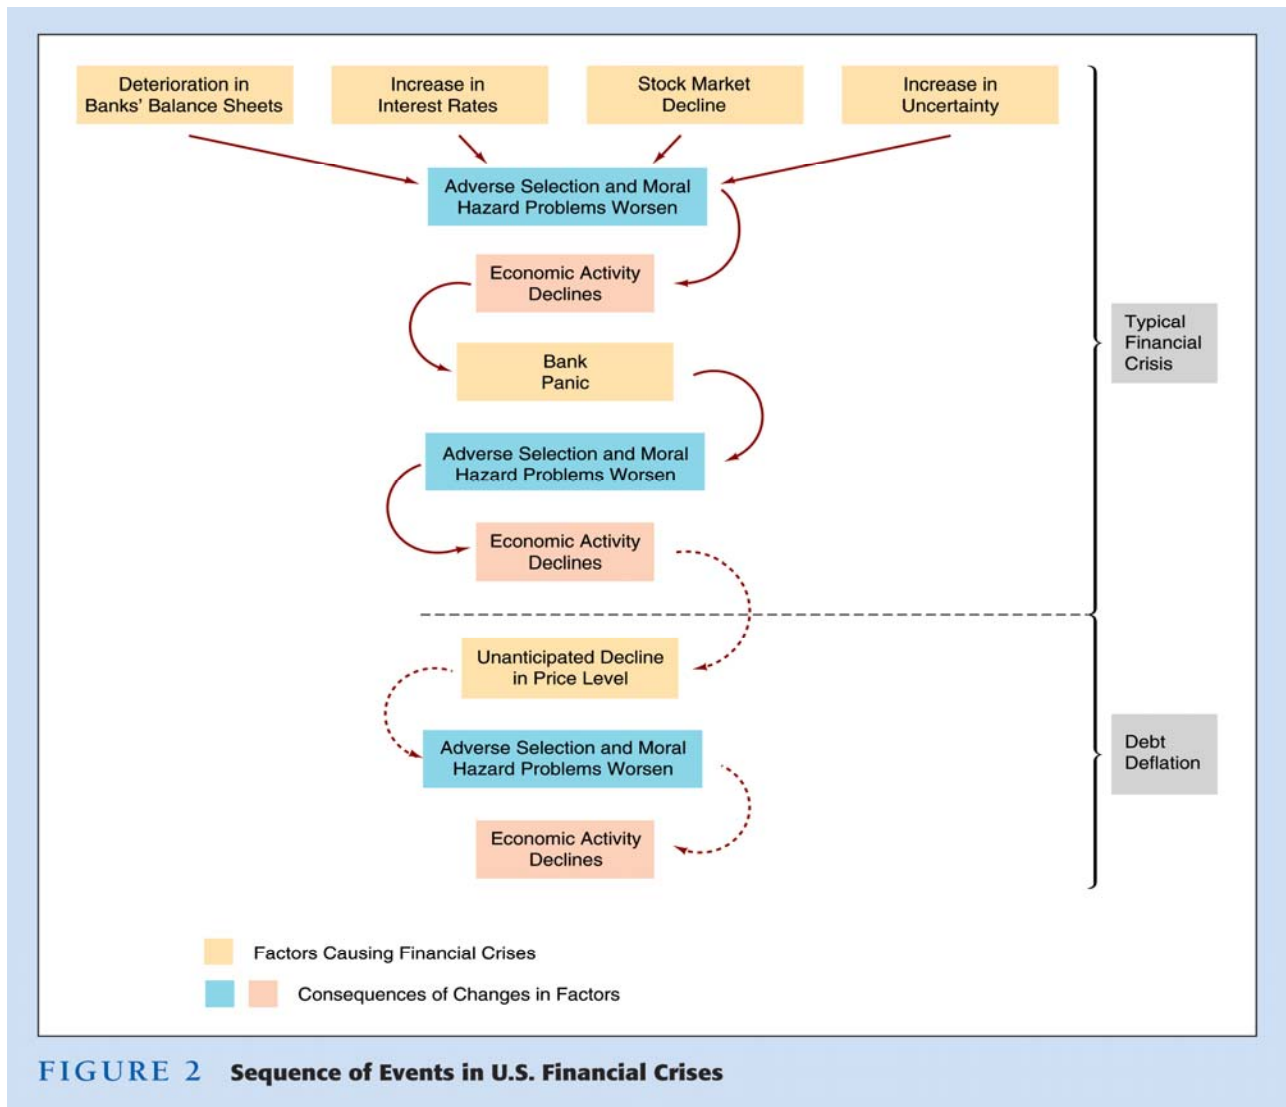 Deterioration in
Banks' Balance Sheets
Increase in
Interest Rates
Stock Market
Decline
Increase in
Uncertainty
Adverse Selection and Moral
Hazard Problems Worsen
Economic Activity
Declines
Bank
Panic
Adverse Selection and Moral
Hazard Problems Worsen
Economic Activity
Declines
Typical
Financial
Crisis
Unanticipated Decline
in Price Level
Adverse Selection and Moral
Hazard Problems Worsen
Economic Activity
Declines
Debt
Deflation
Factors Causing Financial Crises
Consequences of Changes in Factors
FIGURE 2 Sequence of Events in U.S. Financial Crises